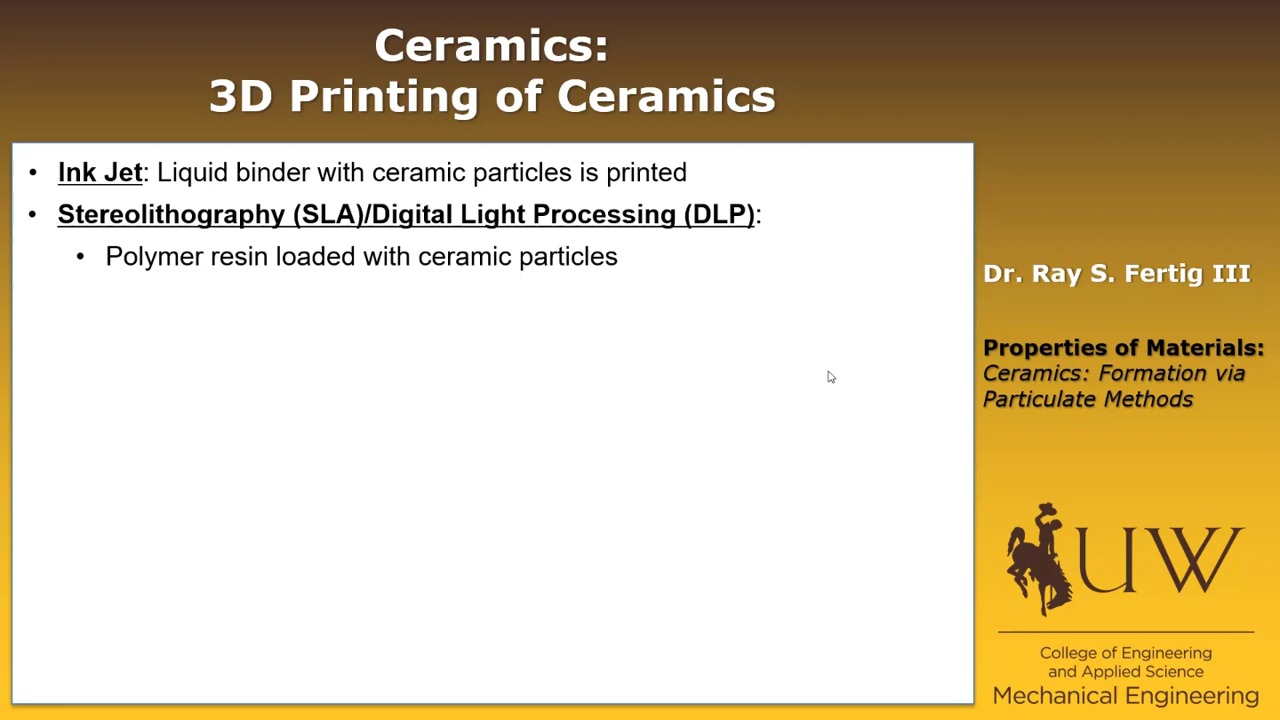 Ceramics:
3D Printing of Ceramics
• Ink Jet: Liquid binder with ceramic particles is printed
• Stereolithography (SLA)/Digital Light Processing (DLP):
• Polymer resin loaded with ceramic particles
Dr. Ray S. Fertig III
Properties of Materials:
Ceramics: Formation via
Particulate Methods
UW
College of Engineering
and Applied Science
Mechanical Engineering